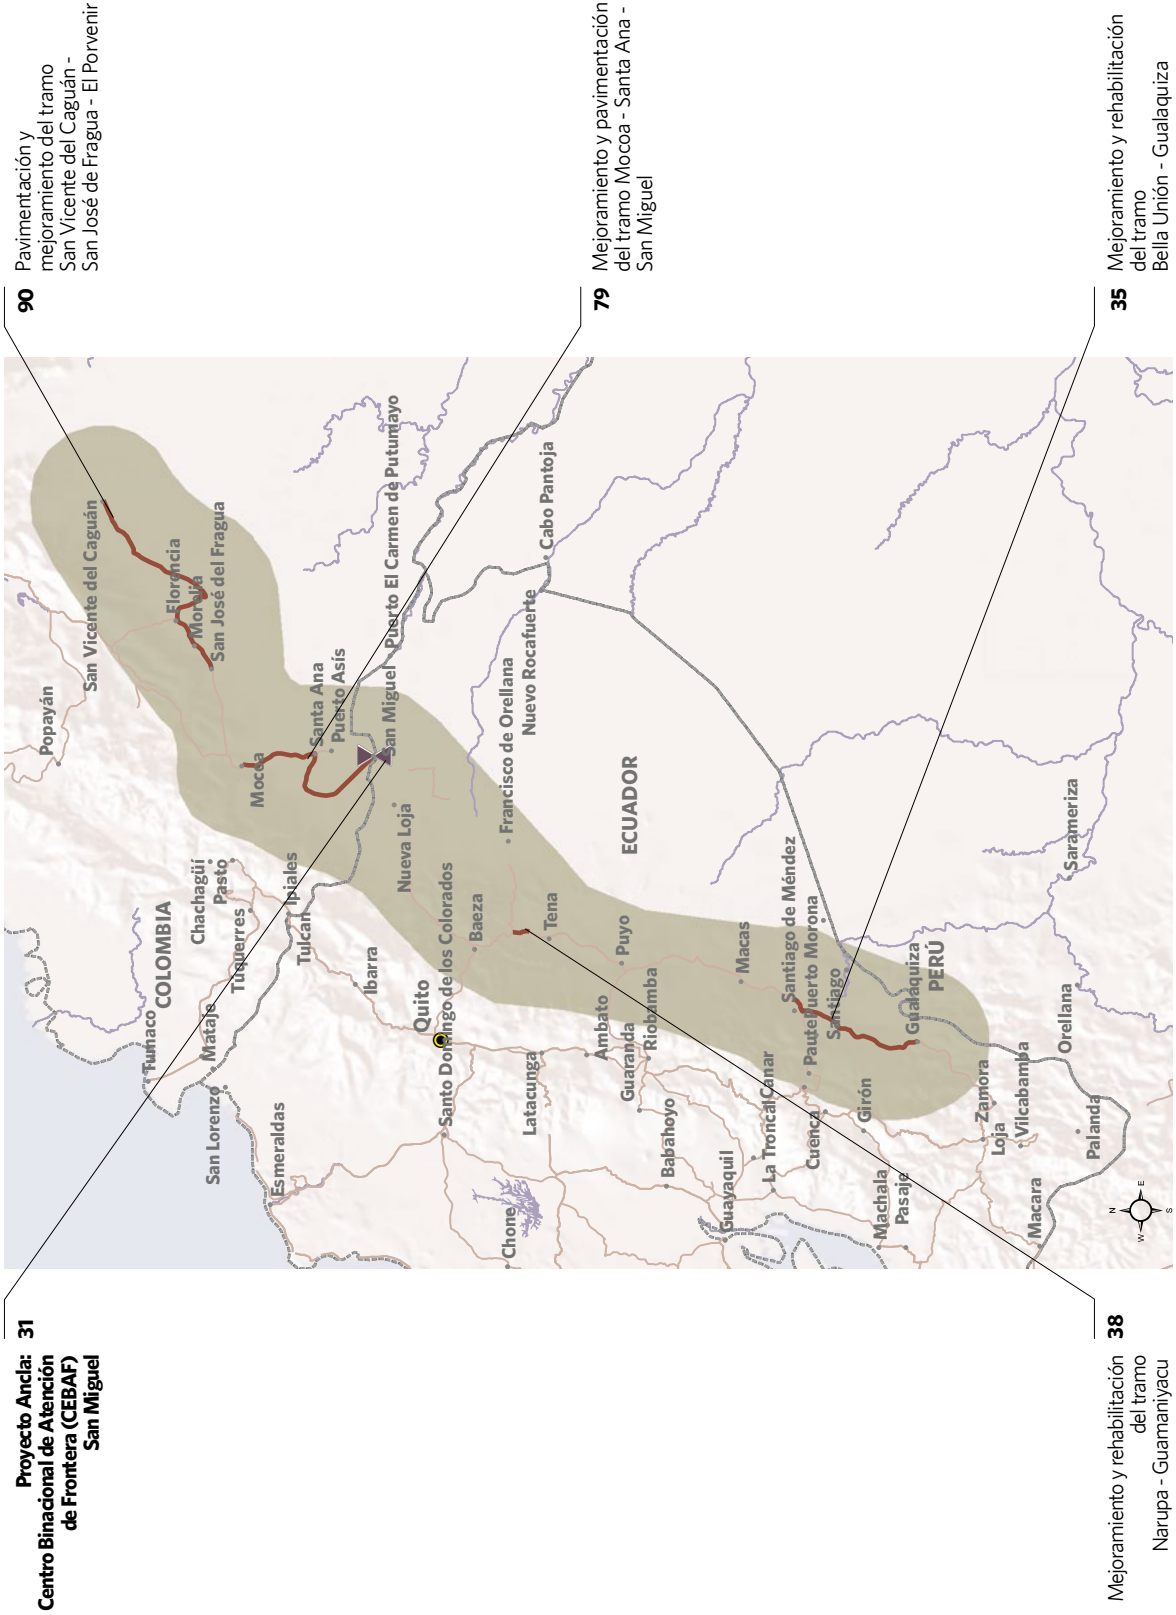 Proyecto Ancla:
Centro Binacional de Atención
de Frontera (CEBAF)
San Miguel
31
90
Pavimentación y
mejoramiento del tramo
San Vicente del Caguán -
San José de Fragua - El Porvenir
79
Mejoramiento y pavimentación
del tramo Mocoa - Santa Ana -
San Miguel
35
Mejoramiento y rehabilitación
del tramo
Bella Unión - Gualaquiza
38
Mejoramiento y rehabilitación
del tramo
Narupa - Guamaniyacu
Popayán
San Vicente del Caguán
Florencia
Morelia
San José del Fragua
Tumaco
COLOMBIA
Chachagüí
Pasto
Mocoa
Santa Ana
Puerto Asís
San Lorenzo
Mataje
Tuquerres
Ipiales
Tulcan
San Miguel
Puerto El Carmen de Putumayo
Esmeraldas
Ibarra
Nueva Loja
Quito
Santo Domingo de los Colorados
Baeza
Francisco de Orellana
Nuevo Rocafuerte
Cabo Pantoja
Chone
Latacunga
Tena
Ambato
Guaranda
Riobamba
Puyo
ECUADOR
Babahoyo
Guayaquil
La Troncal
Canar
Macas
Santiago de Méndez
Cuenca
Paute
Puerto Morona
Santiago
Girón
Machala
Pasaje
Gualaquiza
PERÚ
Zamora
Loja
Vilcabamba
Orellana
Sarameriza
Macara
Palanda
N
W
E
S